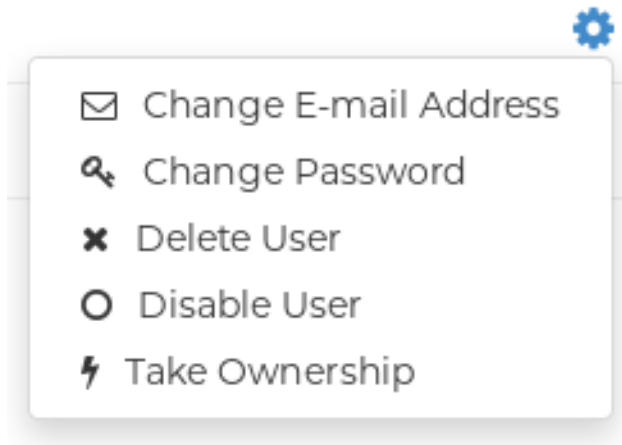 Change E-mail Address
Change Password
Delete User
Disable User
Take Ownership